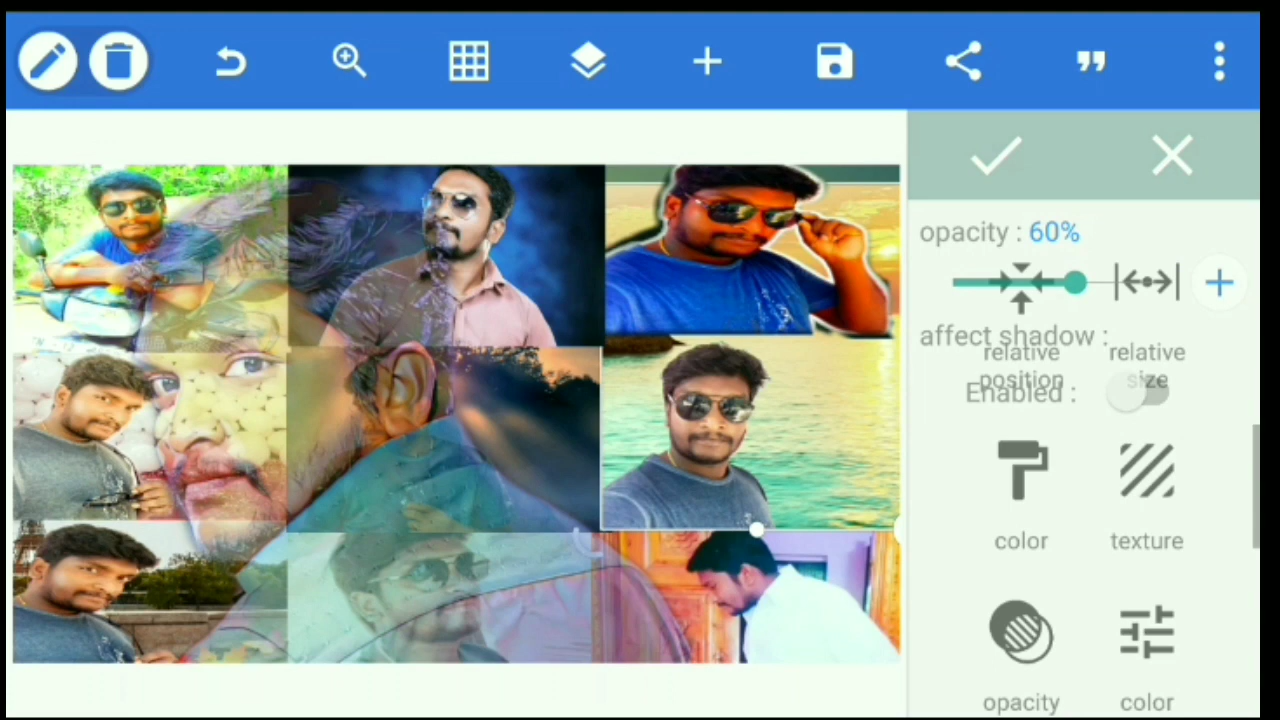 opacity : 60%
affect shadow :
relative relative
position size
Enabled :
color texture
opacity color